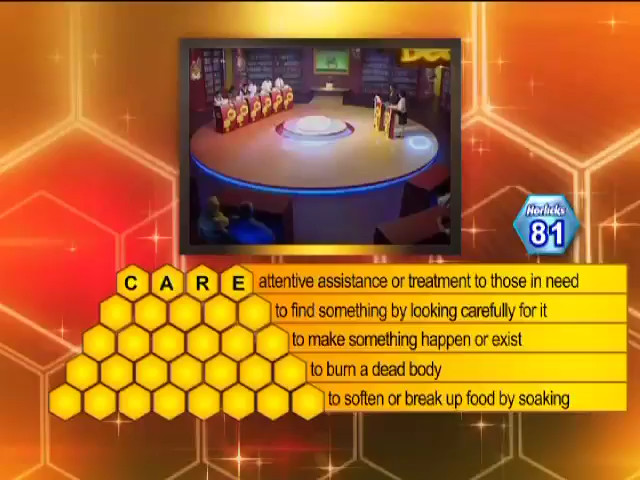 Horlicks
81
C A R E attentive assistance or treatment to those in need
to find something by looking carefully for it
to make something happen or exist
to burn a dead body
to soften or break up food by soaking